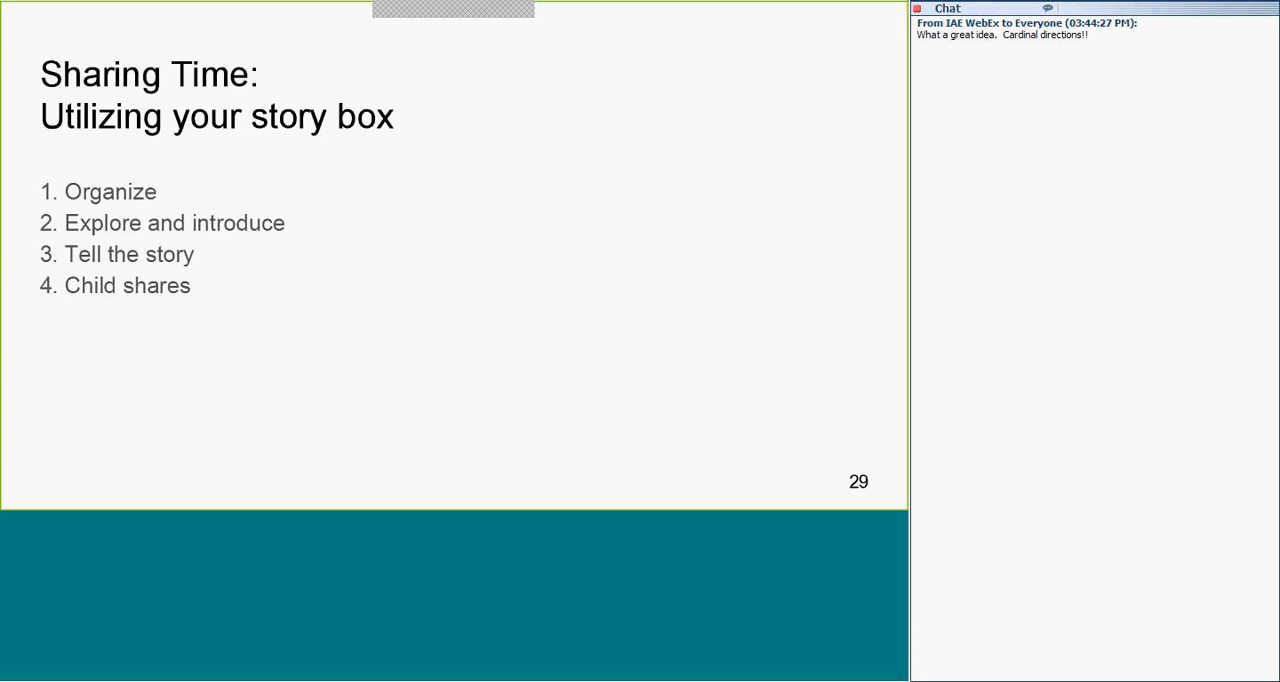 Sharing Time:
Utilizing your story box
1. Organize
2. Explore and introduce
3. Tell the story
4. Child shares
29
Chat
From IAE WebEx to Everyone (03:44:27 PM):
What a great idea. Cardinal directions!!